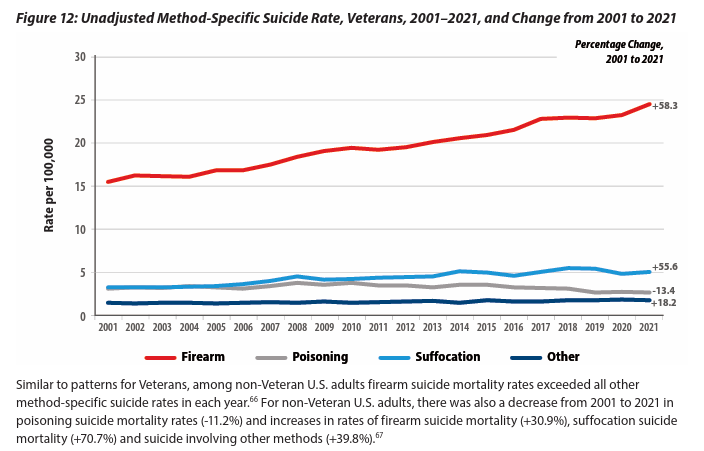 Figure 12: Unadjusted Method-Specific Suicide Rate, Veterans, 2001–2021, and Change from 2001 to 2021
Percentage Change,
2001 to 2021
30
25
20
15
10
5
0
Rate per 100,000
+58.3
+55.6
-13.4
+18.2
2001 2002 2003 2004 2005 2006 2007 2008 2009 2010 2011 2012 2013 2014 2015 2016 2017 2018 2019 2020 2021
Firearm Poisoning Suffocation Other
Similar to patterns for Veterans, among non-Veteran U.S. adults firearm suicide mortality rates exceeded all other
method-specific suicide rates in each year.66 For non-Veteran U.S. adults, there was also a decrease from 2001 to 2021 in
poisoning suicide mortality rates (-11.2%) and increases in rates of firearm suicide mortality (+30.9%), suffocation suicide
mortality (+70.7%) and suicide involving other methods (+39.8%).67